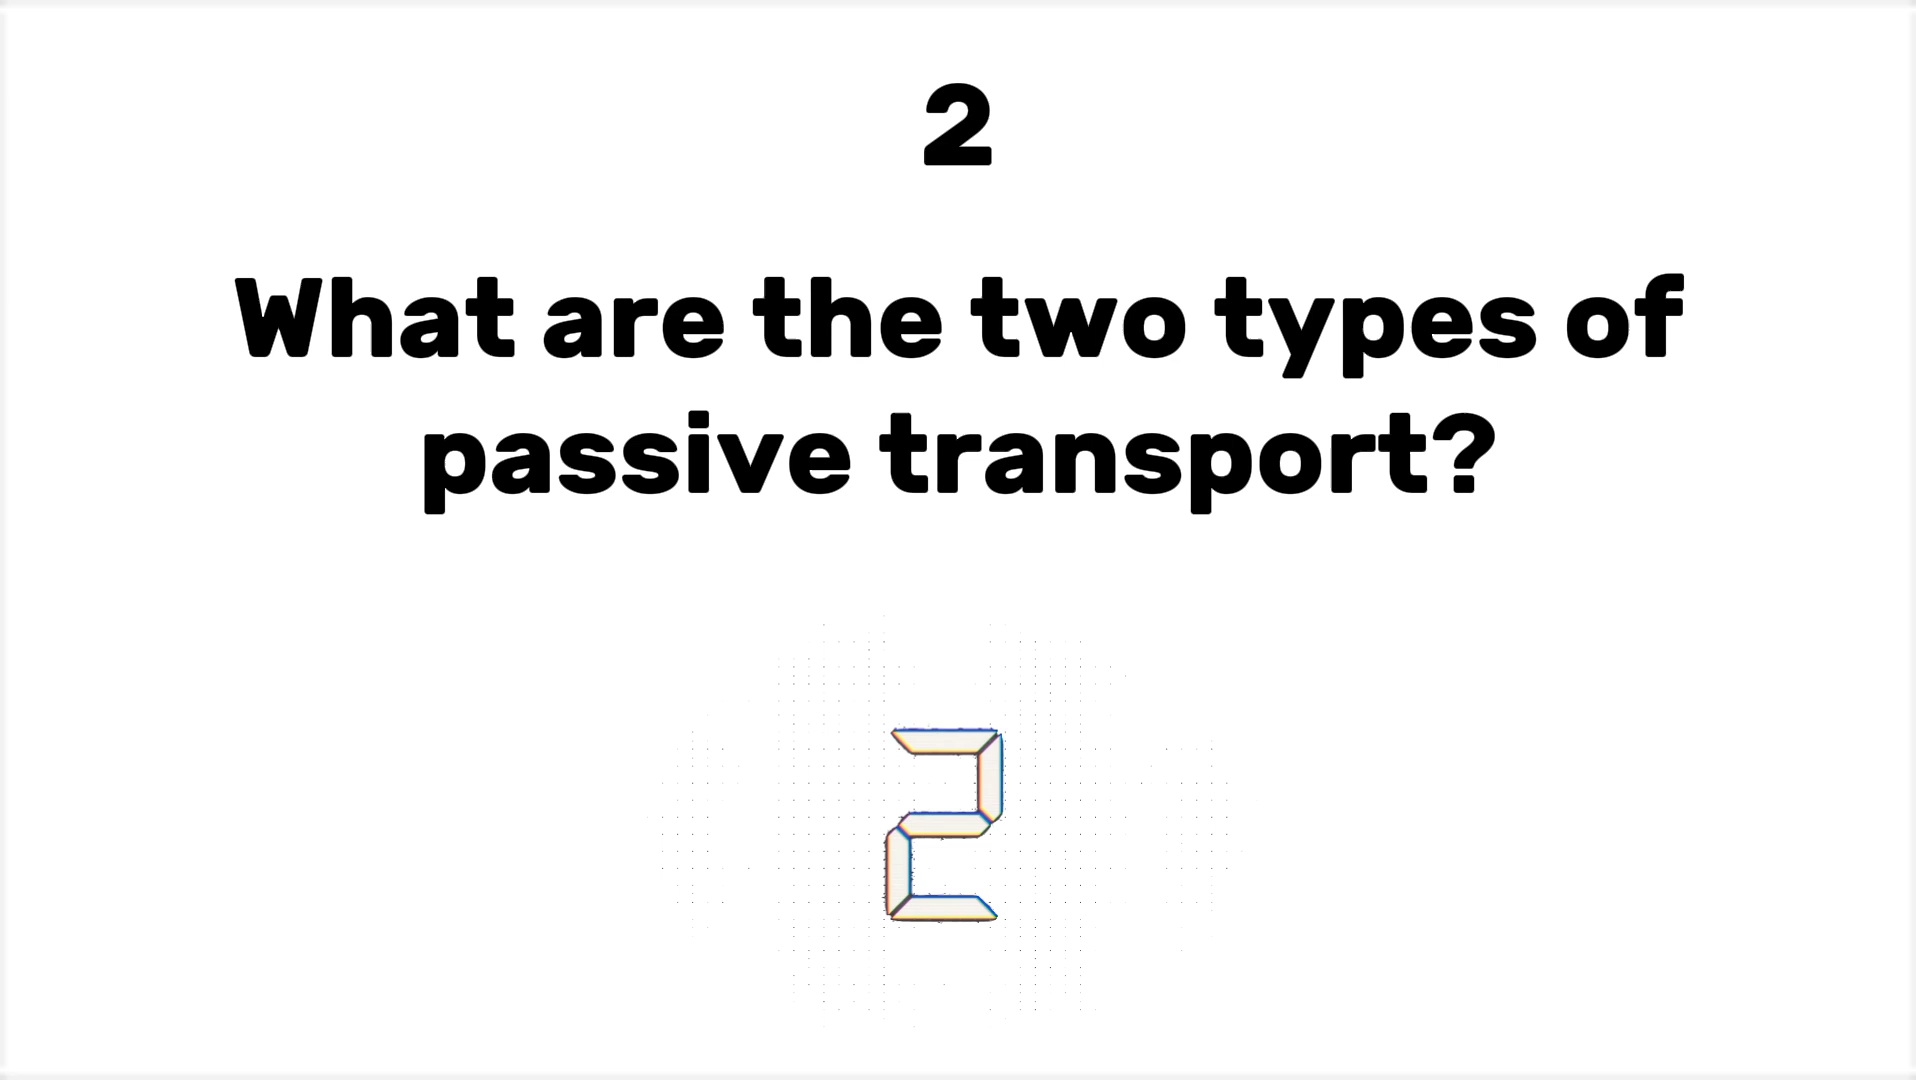 2
What are the two types of
passive transport?
2